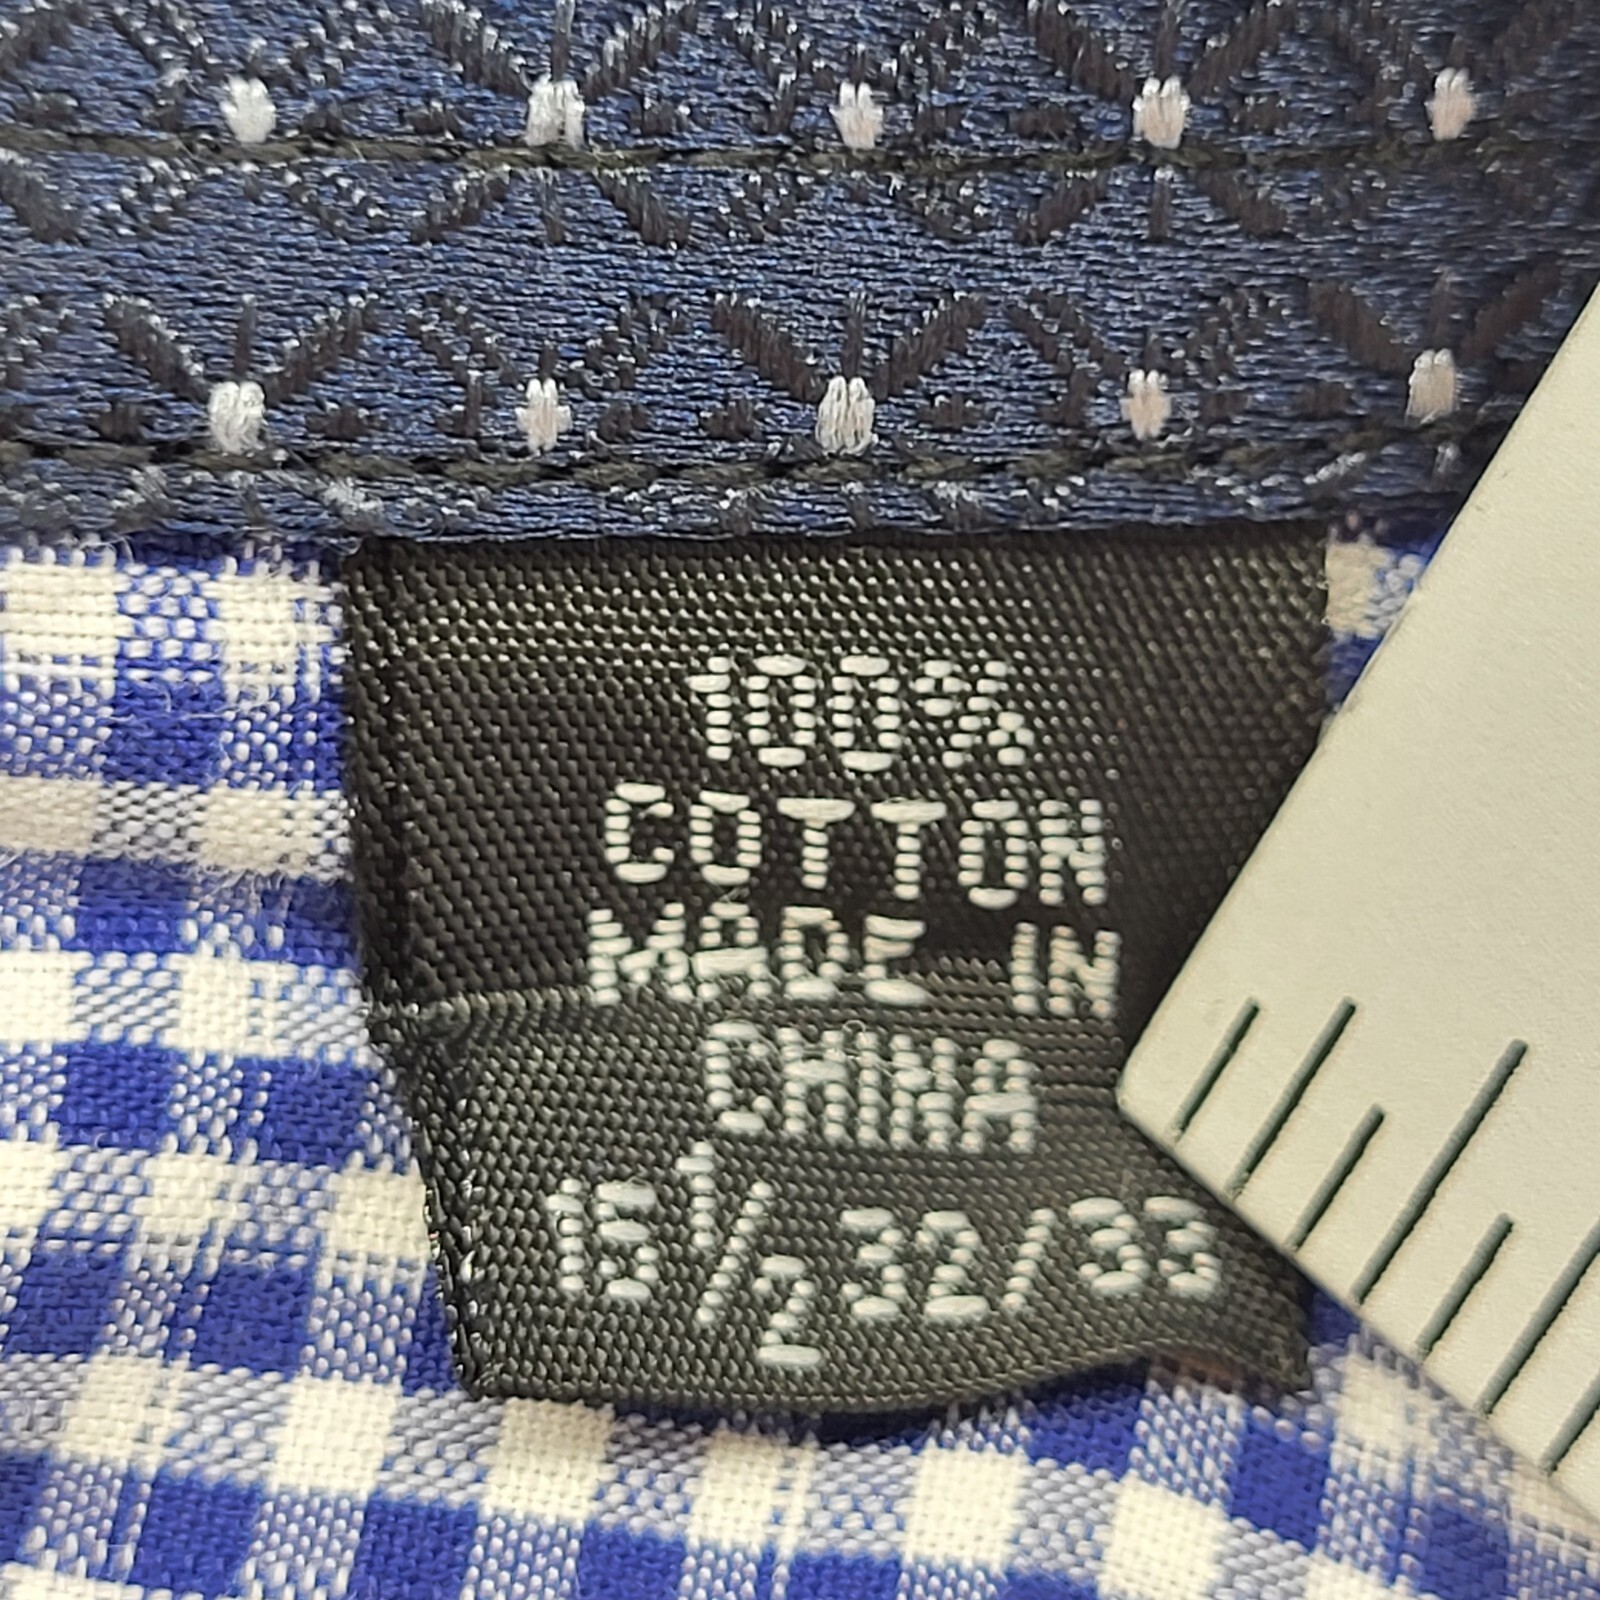 100%
COTTON
MADE IN
CHINA
15 1/2 32/33